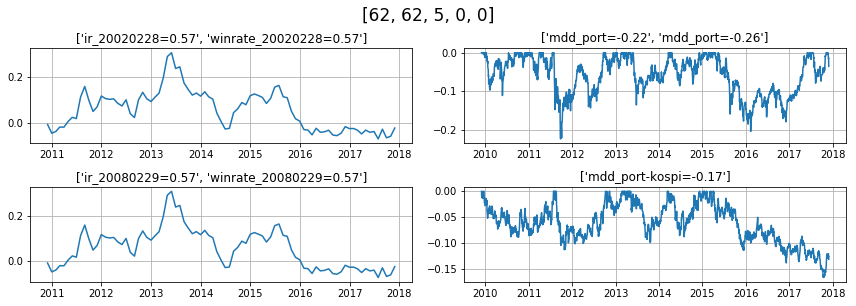 [62, 62, 5, 0, 0]
['ir_20020228=0.57', 'winrate_20020228=0.57']
0.2
0.0
2011 2012 2013 2014 2015 2016 2017 2018
['mdd_port=-0.22', 'mdd_port=-0.26']
0.0
−0.1
−0.2
2010 2011 2012 2013 2014 2015 2016 2017 2018
['ir_20080229=0.57', 'winrate_20080229=0.57']
0.2
0.0
2011 2012 2013 2014 2015 2016 2017 2018
['mdd_port-kospi=-0.17']
0.00
−0.05
−0.10
−0.15
2010 2011 2012 2013 2014 2015 2016 2017 2018